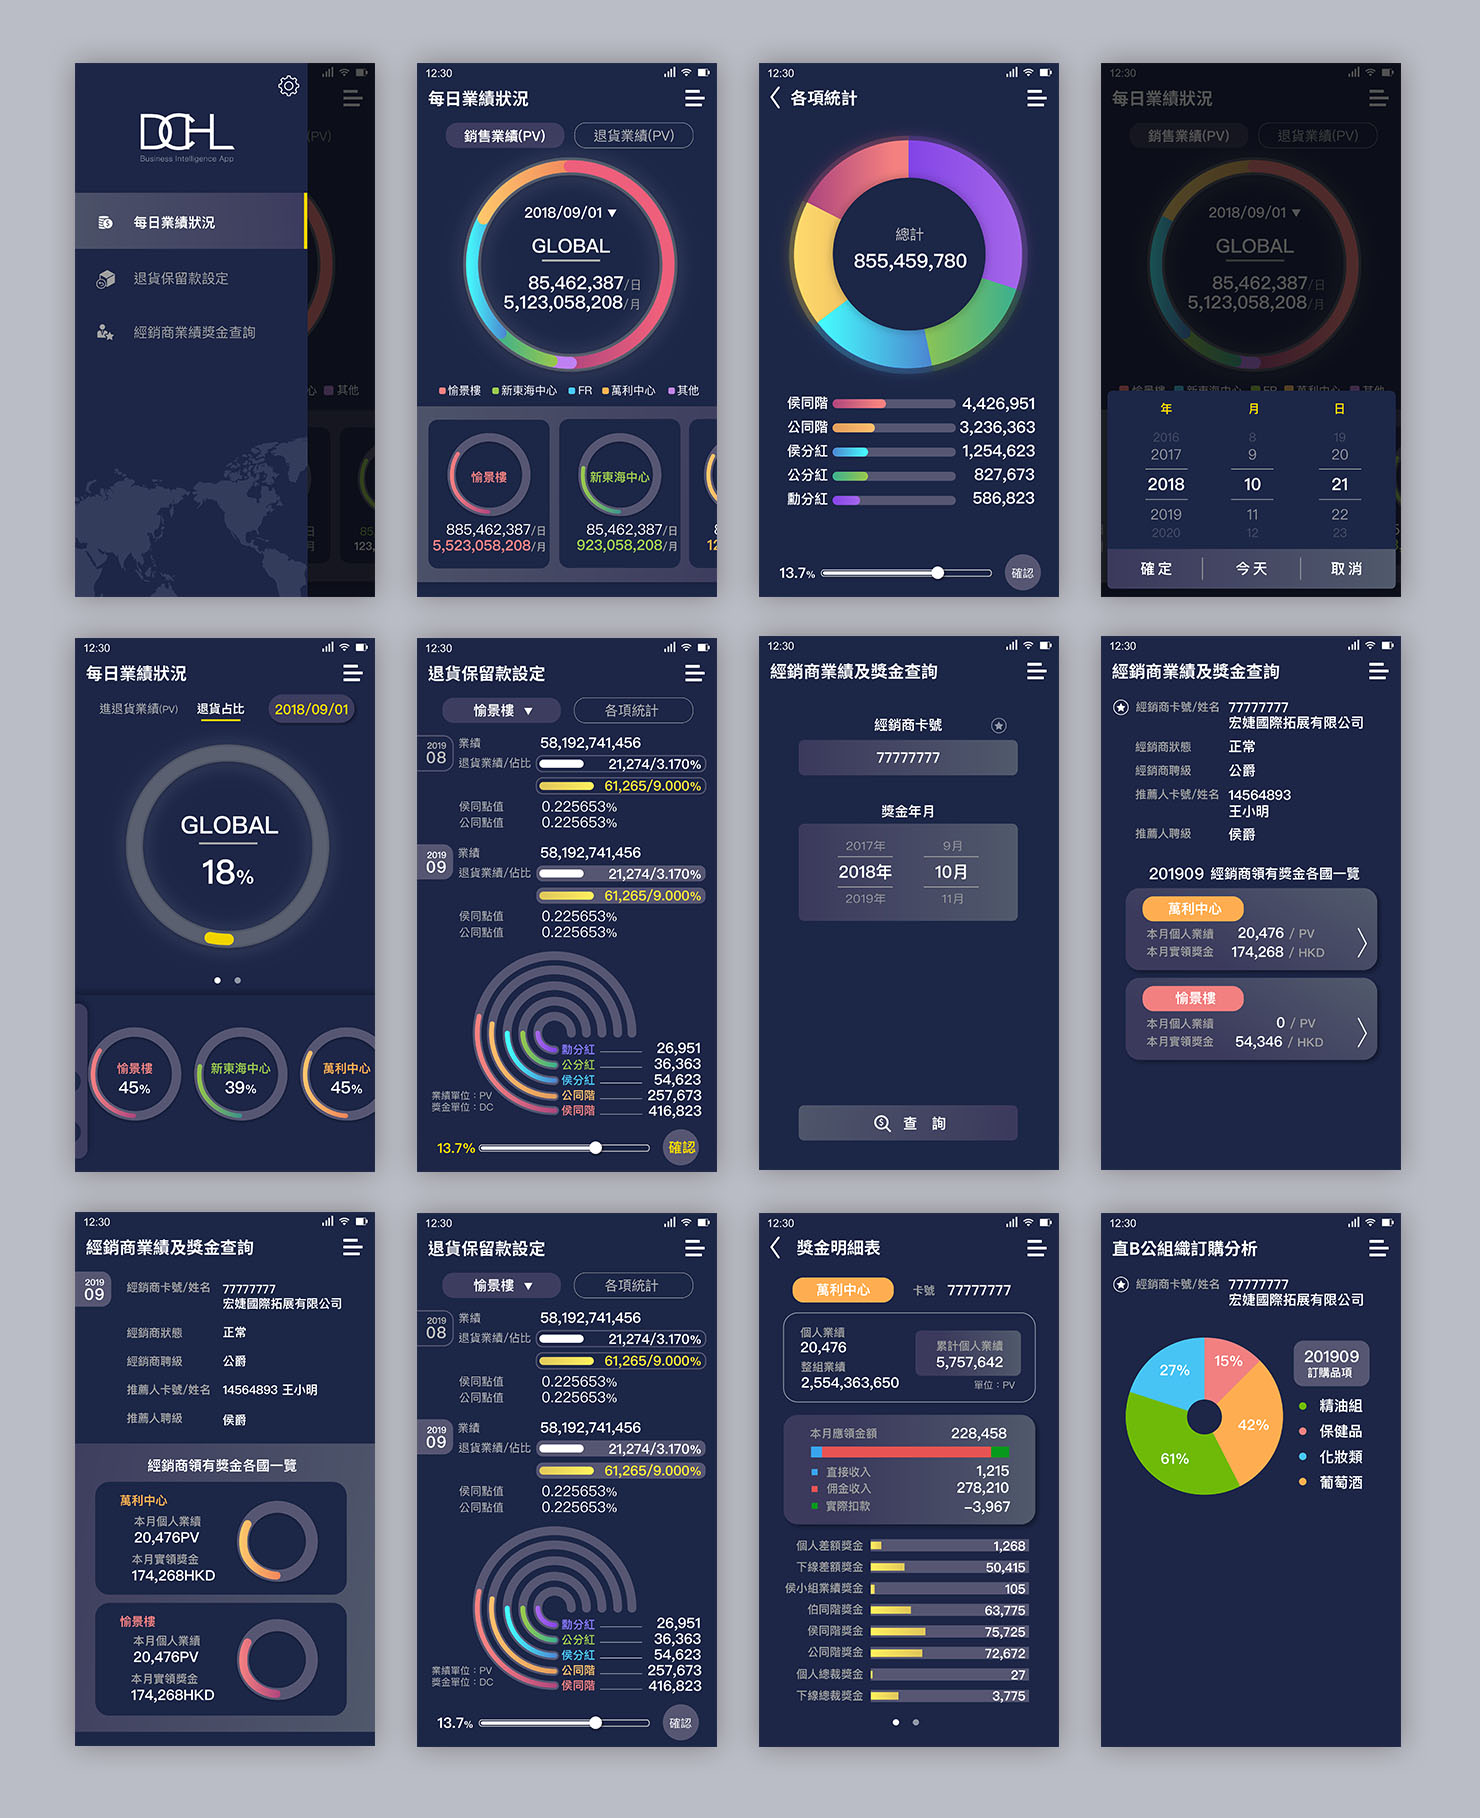 DCHL
Business Intelligence App
每日業績狀況
退貨保留款設定
經銷商業績獎金查詢
(PV)
其他
12:30
每日業績狀況
銷售業績(PV)
退貨業績(PV)
2018/09/01 ▼
GLOBAL
85,462,387/日
5,123,058,208/月
愉景樓 新東海中心 FR 萬利中心 其他
愉景樓
885,462,387/日
5,523,058,208/月
新東海中心
85,462,387/日
923,058,208/月
12:30
各項統計
總計
855,459,780
侯同階 4,426,951
公同階 3,236,363
侯分紅 1,254,623
公分紅 827,673
勳分紅 586,823
13.7%
確認
12:30
每日業績狀況
銷售業績(PV)
退貨業績(PV)
2018/09/01 ▼
GLOBAL
85,462,387/日
5,123,058,208/月
年 月 日
2016 8 19
2017 9 20
2018 10 21
2019 11 22
2020 12 23
確定 今天 取消
12:30
每日業績狀況
進退貨業績(PV) 退貨占比 2018/09/01
GLOBAL
18%
愉景樓
45%
新東海中心
39%
萬利中心
45%
12:30
退貨保留款設定
愉景樓 ▼
各項統計
2019
08
業績 58,192,741,456
退貨業績/佔比 21,274/3.170%
61,265/9.000%
侯同點值 0.225653%
公同點值 0.225653%
2019
09
業績 58,192,741,456
退貨業績/佔比 21,274/3.170%
61,265/9.000%
侯同點值 0.225653%
公同點值 0.225653%
勳分紅 26,951
公分紅 36,363
侯分紅 54,623
公同階 257,673
侯同階 416,823
業績單位：PV
獎金單位：DC
13.7%
確認
12:30
經銷商業績及獎金查詢
經銷商卡號
77777777
獎金年月
2017年 9月
2018年 10月
2019年 11月
查 詢
12:30
經銷商業績及獎金查詢
經銷商卡號/姓名 77777777
宏婕國際拓展有限公司
經銷商狀態 正常
經銷商聘級 公爵
推薦人卡號/姓名 14564893
王小明
推薦人聘級 侯爵
201909 經銷商領有獎金各國一覽
萬利中心
本月個人業績 20,476 / PV
本月實領獎金 174,268 / HKD
愉景樓
本月個人業績 0 / PV
本月實領獎金 54,346 / HKD
12:30
經銷商業績及獎金查詢
2019
09
經銷商卡號/姓名 77777777
宏婕國際拓展有限公司
經銷商狀態 正常
經銷商聘級 公爵
推薦人卡號/姓名 14564893 王小明
推薦人聘級 侯爵
經銷商領有獎金各國一覽
萬利中心
本月個人業績
20,476PV
本月實領獎金
174,268HKD
愉景樓
本月個人業績
20,476PV
本月實領獎金
174,268HKD
12:30
退貨保留款設定
愉景樓 ▼
各項統計
2019
08
業績 58,192,741,456
退貨業績/佔比 21,274/3.170%
61,265/9.000%
侯同點值 0.225653%
公同點值 0.225653%
2019
09
業績 58,192,741,456
退貨業績/佔比 21,274/3.170%
61,265/9.000%
侯同點值 0.225653%
公同點值 0.225653%
勳分紅 26,951
公分紅 36,363
侯分紅 54,623
公同階 257,673
侯同階 416,823
業績單位：PV
獎金單位：DC
13.7%
確認
12:30
獎金明細表
萬利中心
卡號 77777777
個人業績
20,476
整組業績
2,554,363,650
累計個人業績
5,757,642
單位：PV
本月應領金額 228,458
直接收入 1,215
佣金收入 278,210
實際扣款 –3,967
個人差額獎金 1,268
下線差額獎金 50,415
侯小組業績獎金 105
伯同階獎金 63,775
侯同階獎金 75,725
公同階獎金 72,672
個人總裁獎金 27
下線總裁獎金 3,775
12:30
直B公組織訂購分析
經銷商卡號/姓名 77777777
宏婕國際拓展有限公司
27%
15%
42%
61%
201909
訂購品項
精油組
保健品
化妝類
葡萄酒